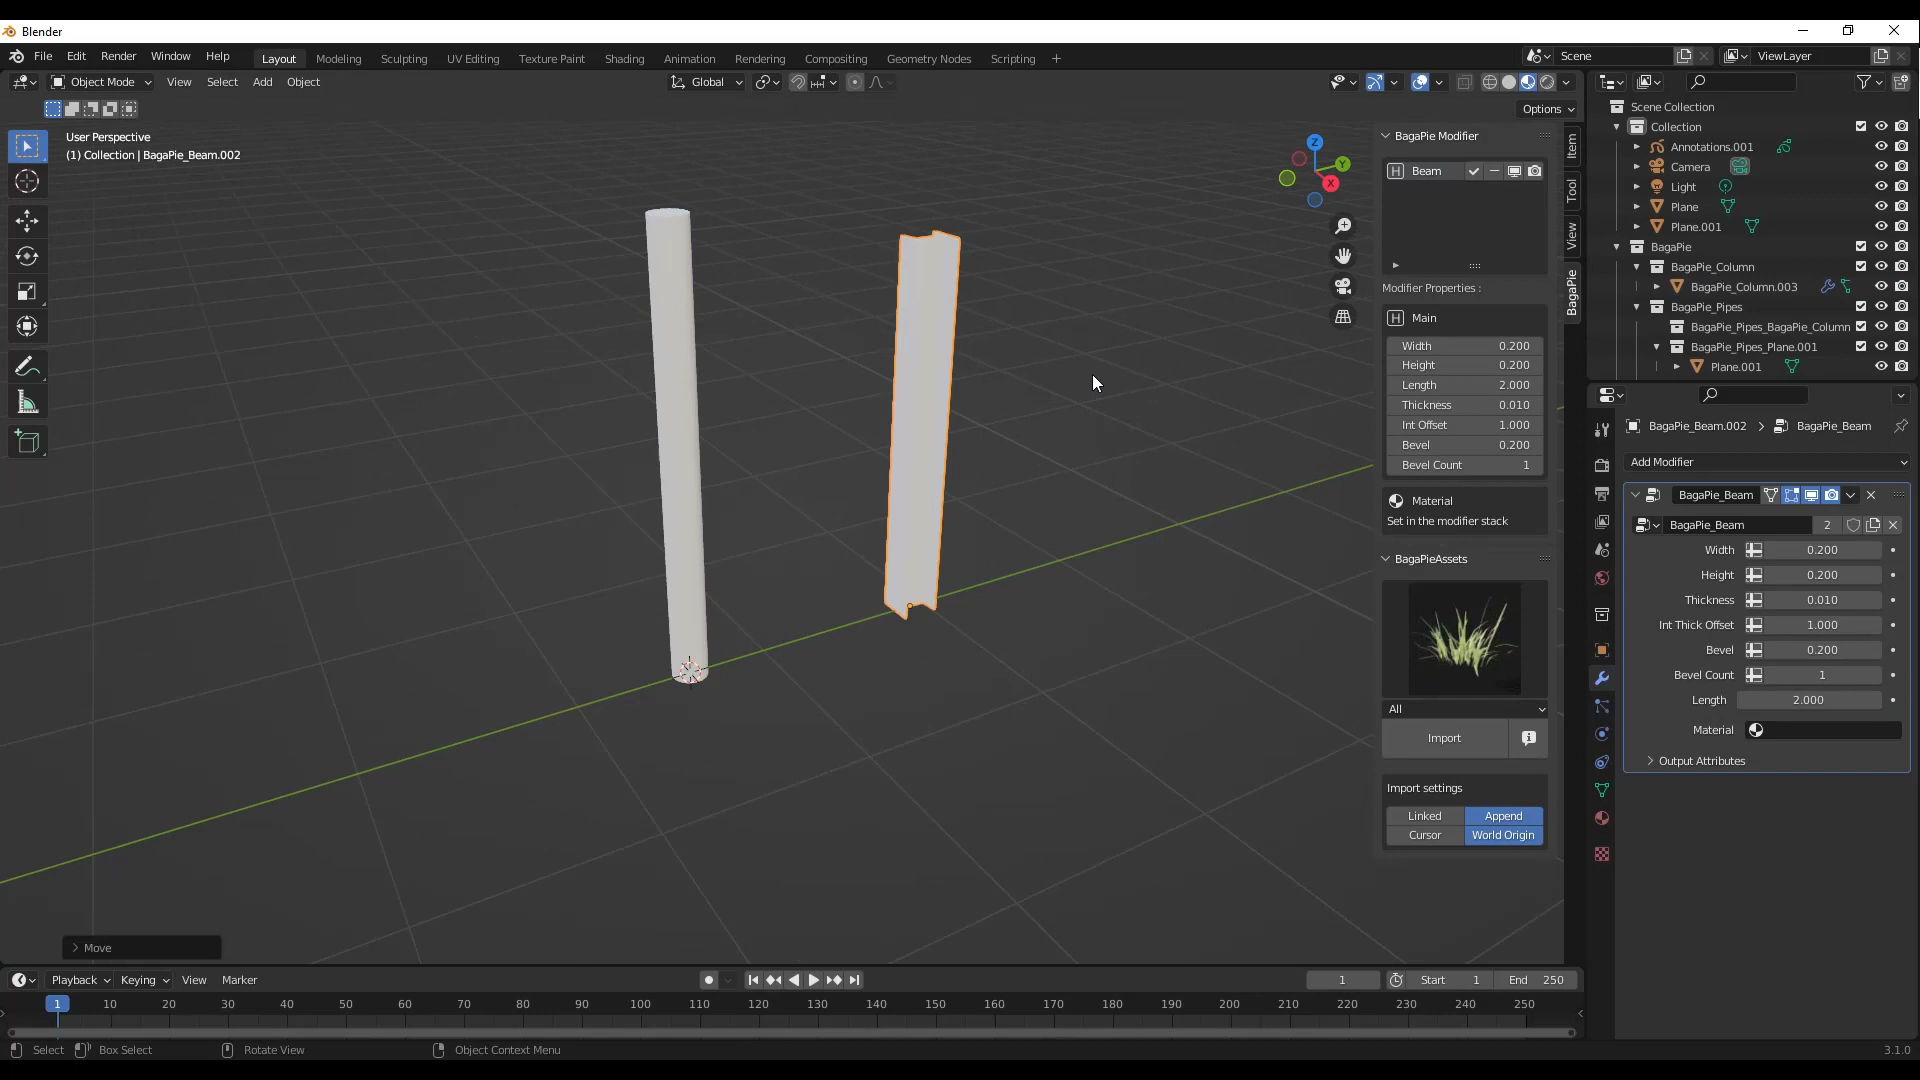 Blender
File Edit Render Window Help
Layout Modeling Sculpting UV Editing Texture Paint Shading Animation Rendering Compositing Geometry Nodes Scripting +
Scene
ViewLayer
Object Mode View Select Add Object
Global
Options
User Perspective
(1) Collection | BagaPie_Beam.002
Z
Y
X
Item
Tool
View
BagaPie
BagaPie Modifier
Beam
Modifier Properties :
Main
Width 0.200
Height 0.200
Length 2.000
Thickness 0.010
Int Offset 1.000
Bevel 0.200
Bevel Count 1
Material
Set in the modifier stack
BagaPieAssets
All
Import
Import settings
Linked Append
Cursor World Origin
Scene Collection
Collection
Annotations.001
Camera
Light
Plane
Plane.001
BagaPie
BagaPie_Column
BagaPie_Column.003
BagaPie_Pipes
BagaPie_Pipes_BagaPie_Column
BagaPie_Pipes_Plane.001
Plane.001
BagaPie_Beam.002 > BagaPie_Beam
Add Modifier
BagaPie_Beam
BagaPie_Beam 2
Width 0.200
Height 0.200
Thickness 0.010
Int Thick Offset 1.000
Bevel 0.200
Bevel Count 1
Length 2.000
Material
Output Attributes
Move
Playback Keying View Marker
1 Start 1 End 250
1 10 20 30 40 50 60 70 80 90 100 110 120 130 140 150 160 170 180 190 200 210 220 230 240 250
Select Box Select Rotate View Object Context Menu
3.1.0